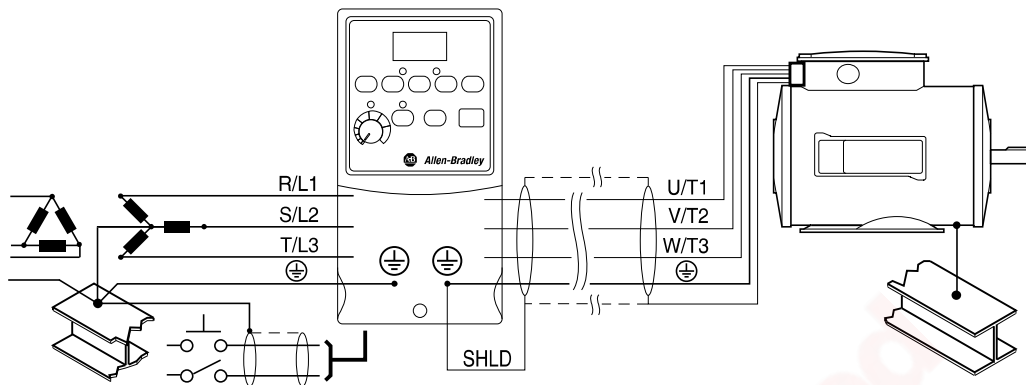 Allen-Bradley
R/L1
S/L2
T/L3
U/T1
V/T2
W/T3
SHLD